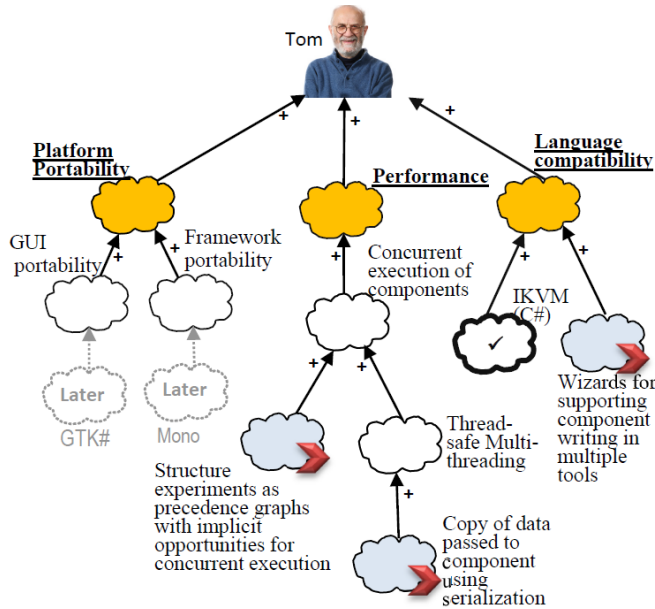 Tom
+
+
+
Platform
Portability
Performance
Language
compatibility
GUI
portability
+
+
Framework
portability
+
Concurrent
execution of
components
+
+
IKVM
(C#)
✓
Later
GTK#
Later
Mono
+
+
Wizards for
supporting
component
writing in
multiple
tools
Thread-
safe Multi-
threading
Structure
experiments as
precedence graphs
with implicit
opportunities for
concurrent execution
+
Copy of data
passed to
component
using
serialization